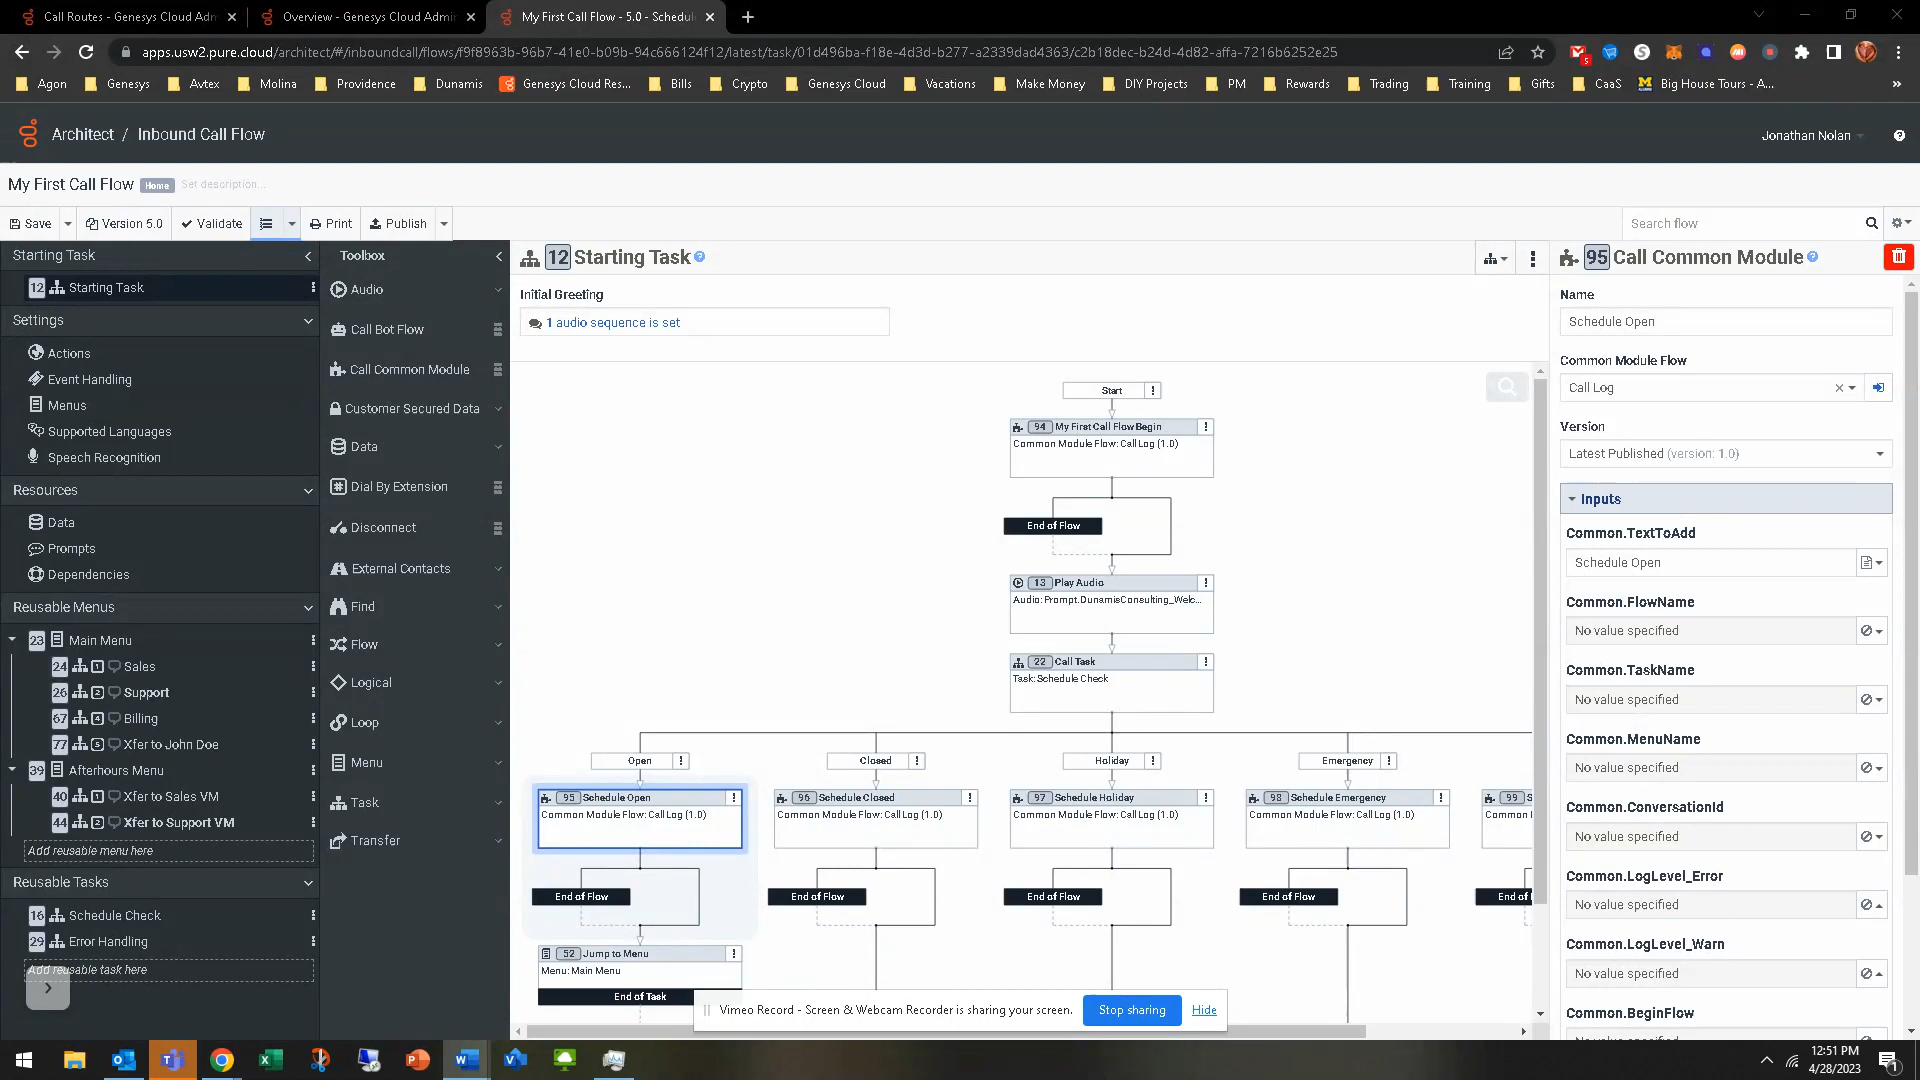 Call Routes - Genesys Cloud Adm
Overview - Genesys Cloud Admin
My First Call Flow - 5.0 - Schedul
apps.usw2.pure.cloud/architect/#/inboundcall/flows/f9f8963b-96b7-41e0-b09b-94c666124f12/latest/task/01d496ba-f18e-4d3d-b277-a2339dad4363/c2b18dec-b24d-4d82-affa-7216b6252e25
Agon
Genesys
Avtex
Molina
Providence
Dunamis
Genesys Cloud Res...
Bills
Crypto
Genesys Cloud
Vacations
Make Money
DIY Projects
PM
Rewards
Trading
Training
Gifts
CaaS
Big House Tours - A...
Architect / Inbound Call Flow
Jonathan Nolan
My First Call Flow Home Set description...
Save
Version 5.0
Validate
Print
Publish
Search flow
Starting Task
12 Starting Task
Settings
Actions
Event Handling
Menus
Supported Languages
Speech Recognition
Resources
Data
Prompts
Dependencies
Reusable Menus
23 Main Menu
24 1 Sales
26 2 Support
67 4 Billing
77 5 Xfer to John Doe
39 Afterhours Menu
40 1 Xfer to Sales VM
44 2 Xfer to Support VM
Add reusable menu here
Reusable Tasks
16 Schedule Check
29 Error Handling
Add reusable task here
Toolbox
Audio
Call Bot Flow
Call Common Module
Customer Secured Data
Data
Dial By Extension
Disconnect
External Contacts
Find
Flow
Logical
Loop
Menu
Task
Transfer
12 Starting Task
Initial Greeting
1 audio sequence is set
Start
94 My First Call Flow Begin
Common Module Flow: Call Log (1.0)
End of Flow
13 Play Audio
Audio: Prompt.DunamisConsulting_Welc...
22 Call Task
Task: Schedule Check
Open
Closed
Holiday
Emergency
95 Schedule Open
Common Module Flow: Call Log (1.0)
96 Schedule Closed
Common Module Flow: Call Log (1.0)
97 Schedule Holiday
Common Module Flow: Call Log (1.0)
98 Schedule Emergency
Common Module Flow: Call Log (1.0)
99 S
Common
End of Flow
End of Flow
End of Flow
End of Flow
End of
52 Jump to Menu
Menu: Main Menu
End of Task
Vimeo Record - Screen & Webcam Recorder is sharing your screen.
Stop sharing
Hide
95 Call Common Module
Name
Schedule Open
Common Module Flow
Call Log
Version
Latest Published (version: 1.0)
Inputs
Common.TextToAdd
Schedule Open
Common.FlowName
No value specified
Common.TaskName
No value specified
Common.MenuName
No value specified
Common.ConversationId
No value specified
Common.LogLevel_Error
No value specified
Common.LogLevel_Warn
No value specified
Common.BeginFlow
12:51 PM
4/28/2023